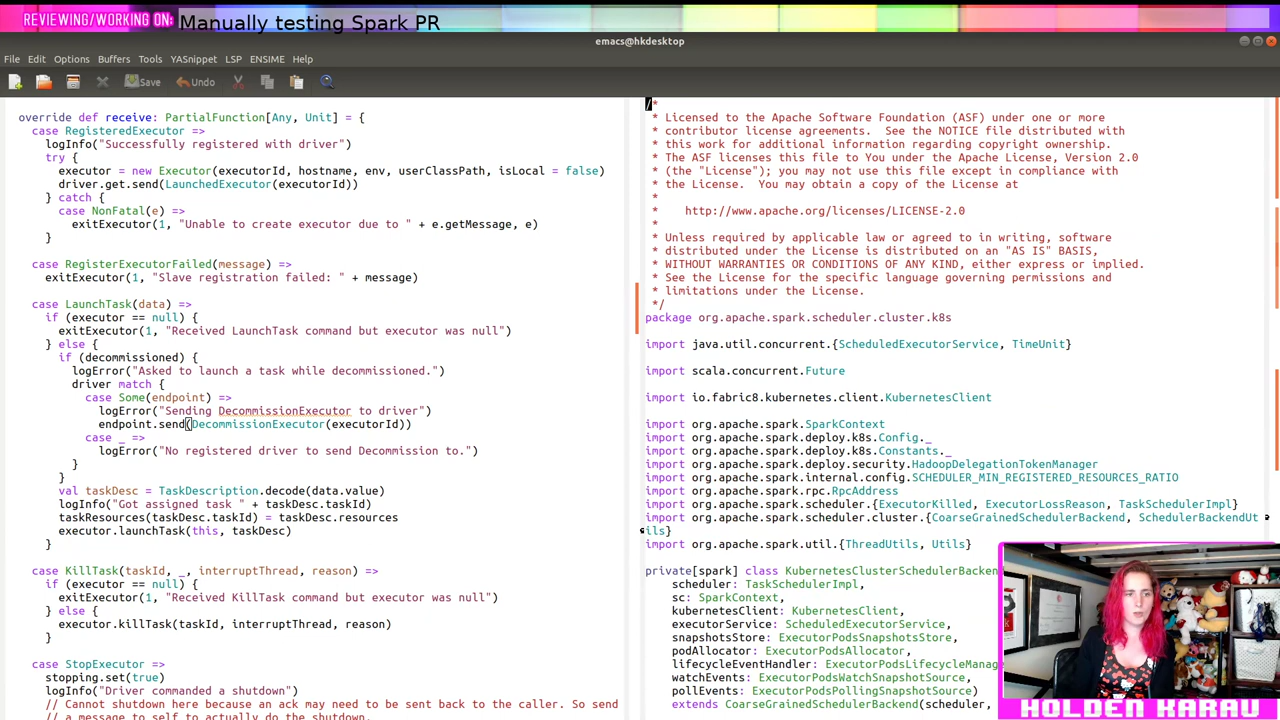 REVIEWING/WORKING ON: Manually testing Spark PR
emacs@hkdesktop
File Edit Options Buffers Tools YASnippet LSP ENSIME Help
Save Undo
override def receive: PartialFunction[Any, Unit] = {
case RegisteredExecutor =>
logInfo("Successfully registered with driver")
try {
executor = new Executor(executorId, hostname, env, userClassPath, isLocal = false)
driver.get.send(LaunchedExecutor(executorId))
} catch {
case NonFatal(e) =>
exitExecutor(1, "Unable to create executor due to " + e.getMessage, e)
}
case RegisterExecutorFailed(message) =>
exitExecutor(1, "Slave registration failed: " + message)
case LaunchTask(data) =>
if (executor == null) {
exitExecutor(1, "Received LaunchTask command but executor was null")
} else {
if (decommissioned) {
logError("Asked to launch a task while decommissioned.")
driver match {
case Some(endpoint) =>
logError("Sending DecommissionExecutor to driver")
endpoint.send(DecommissionExecutor(executorId))
case _ =>
logError("No registered driver to send Decommission to.")
}
}
val taskDesc = TaskDescription.decode(data.value)
logInfo("Got assigned task " + taskDesc.taskId)
taskResources(taskDesc.taskId) = taskDesc.resources
executor.launchTask(this, taskDesc)
}
case KillTask(taskId, _, interruptThread, reason) =>
if (executor == null) {
exitExecutor(1, "Received KillTask command but executor was null")
} else {
executor.killTask(taskId, interruptThread, reason)
}
case StopExecutor =>
stopping.set(true)
logInfo("Driver commanded a shutdown")
// Cannot shutdown here because an ack may need to be sent back to the caller. So send
// a message to self to actually do the shutdown.
/*
* Licensed to the Apache Software Foundation (ASF) under one or more
* contributor license agreements.  See the NOTICE file distributed with
* this work for additional information regarding copyright ownership.
* The ASF licenses this file to You under the Apache License, Version 2.0
* (the "License"); you may not use this file except in compliance with
* the License.  You may obtain a copy of the License at
*
*    http://www.apache.org/licenses/LICENSE-2.0
*
* Unless required by applicable law or agreed to in writing, software
* distributed under the License is distributed on an "AS IS" BASIS,
* WITHOUT WARRANTIES OR CONDITIONS OF ANY KIND, either express or implied.
* See the License for the specific language governing permissions and
* limitations under the License.
*/
package org.apache.spark.scheduler.cluster.k8s
import java.util.concurrent.{ScheduledExecutorService, TimeUnit}
import scala.concurrent.Future
import io.fabric8.kubernetes.client.KubernetesClient
import org.apache.spark.SparkContext
import org.apache.spark.deploy.k8s.Config._
import org.apache.spark.deploy.k8s.Constants._
import org.apache.spark.deploy.security.HadoopDelegationTokenManager
import org.apache.spark.internal.config.SCHEDULER_MIN_REGISTERED_RESOURCES_RATIO
import org.apache.spark.rpc.RpcAddress
import org.apache.spark.scheduler.{ExecutorKilled, ExecutorLossReason, TaskSchedulerImpl}
import org.apache.spark.scheduler.cluster.{CoarseGrainedSchedulerBackend, SchedulerBackendUt
ils}
import org.apache.spark.util.{ThreadUtils, Utils}
private[spark] class KubernetesClusterSchedulerBacken
scheduler: TaskSchedulerImpl,
sc: SparkContext,
kubernetesClient: KubernetesClient,
executorService: ScheduledExecutorService,
snapshotsStore: ExecutorPodsSnapshotsStore,
podAllocator: ExecutorPodsAllocator,
lifecycleEventHandler: ExecutorPodsLifecycleManag
watchEvents: ExecutorPodsWatchSnapshotSource,
pollEvents: ExecutorPodsPollingSnapshotSource)
extends CoarseGrainedSchedulerBackend(scheduler,
HOLDEN KARAU